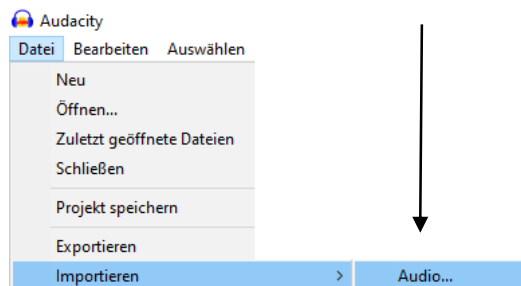 Audacity
Datei Bearbeiten Auswählen
Neu
Öffnen...
Zuletzt geöffnete Dateien
Schließen
Projekt speichern
Exportieren
Importieren > Audio...